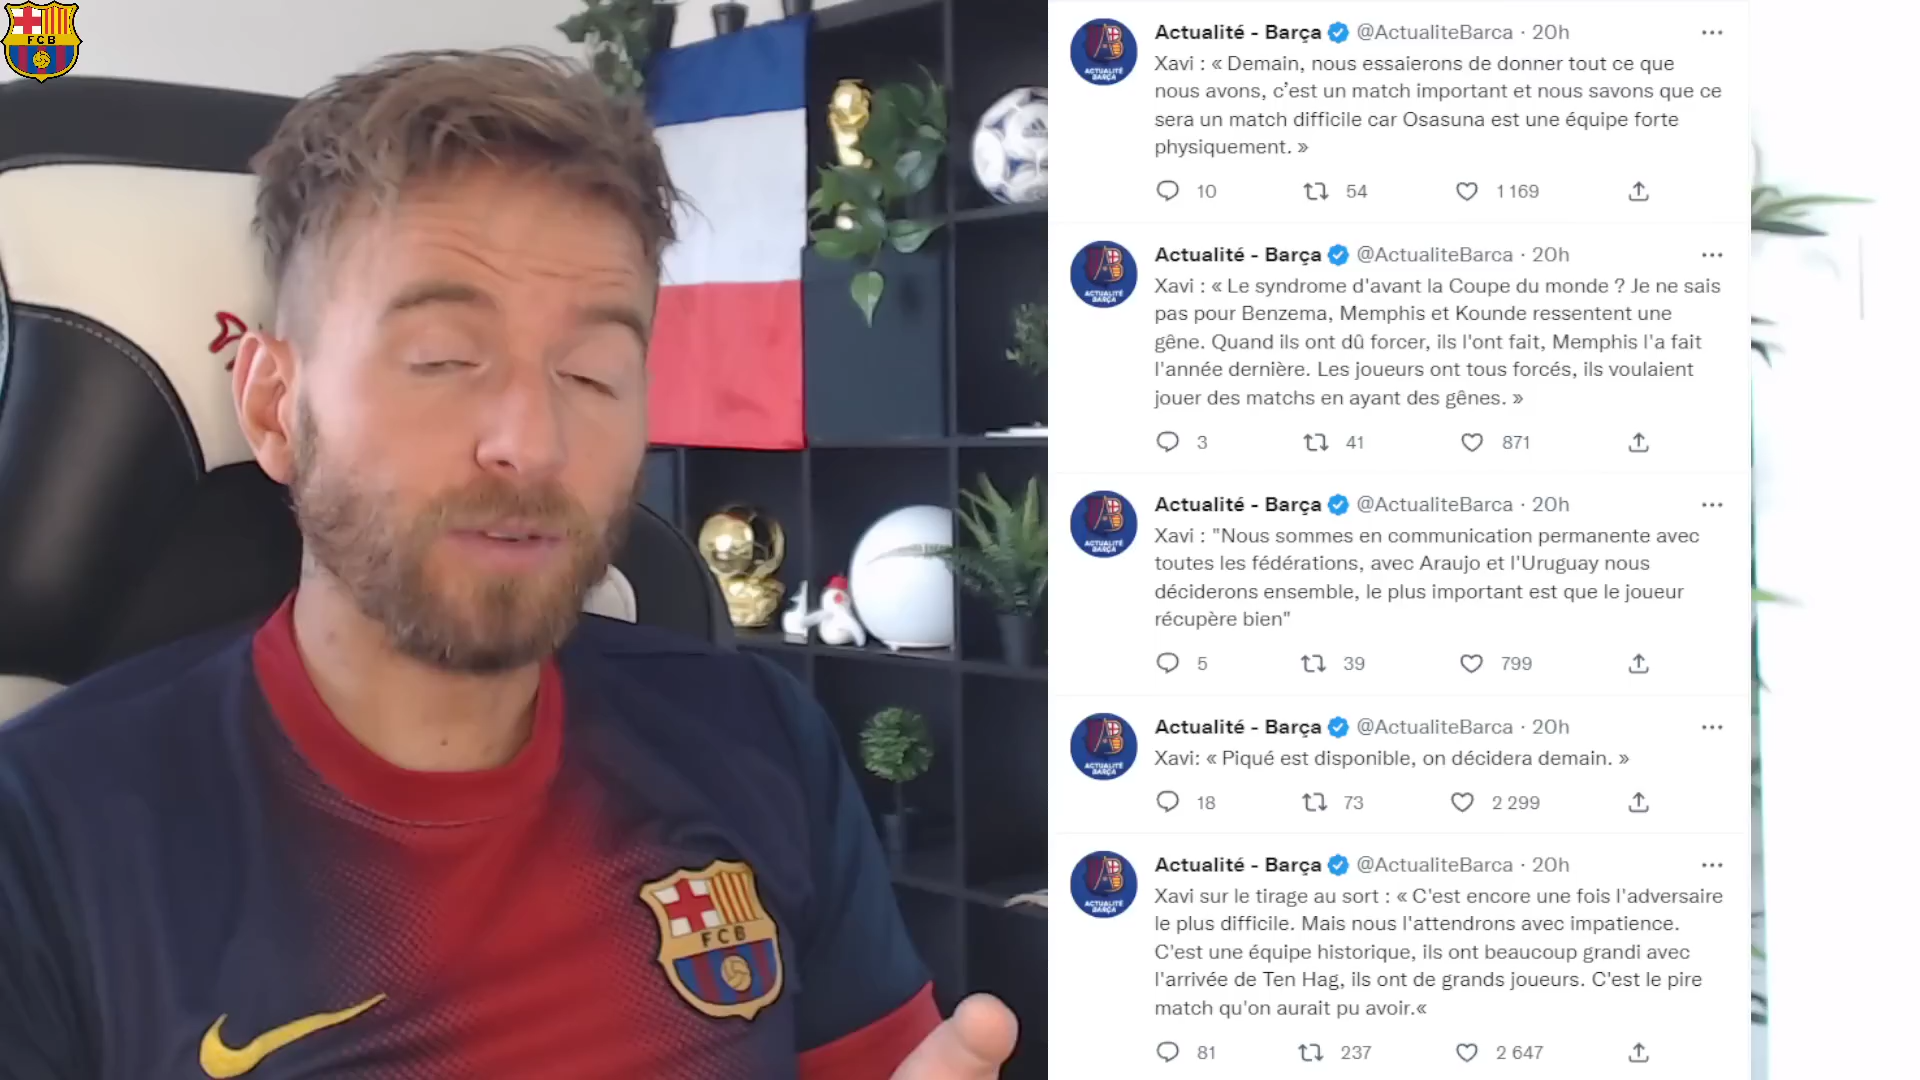 FCB
FCB
Actualité - Barça @ActualiteBarca · 20h
Xavi : « Demain, nous essaierons de donner tout ce que
nous avons, c'est un match important et nous savons que ce
sera un match difficile car Osasuna est une équipe forte
physiquement. »
10 54 1 169
ACTUALITÉ
BARÇA
Actualité - Barça @ActualiteBarca · 20h
Xavi : « Le syndrome d'avant la Coupe du monde ? Je ne sais
pas pour Benzema, Memphis et Kounde ressentent une
gêne. Quand ils ont dû forcer, ils l'ont fait, Memphis l'a fait
l'année dernière. Les joueurs ont tous forcés, ils voulaient
jouer des matchs en ayant des gênes. »
3 41 871
ACTUALITÉ
BARÇA
Actualité - Barça @ActualiteBarca · 20h
Xavi : "Nous sommes en communication permanente avec
toutes les fédérations, avec Araujo et l'Uruguay nous
déciderons ensemble, le plus important est que le joueur
récupère bien"
5 39 799
ACTUALITÉ
BARÇA
Actualité - Barça @ActualiteBarca · 20h
Xavi: « Piqué est disponible, on décidera demain. »
18 73 2 299
ACTUALITÉ
BARÇA
Actualité - Barça @ActualiteBarca · 20h
Xavi sur le tirage au sort : « C'est encore une fois l'adversaire
le plus difficile. Mais nous l'attendrons avec impatience.
C'est une équipe historique, ils ont beaucoup grandi avec
l'arrivée de Ten Hag, ils ont de grands joueurs. C'est le pire
match qu'on aurait pu avoir.«
81 237 2 647
ACTUALITÉ
BARÇA